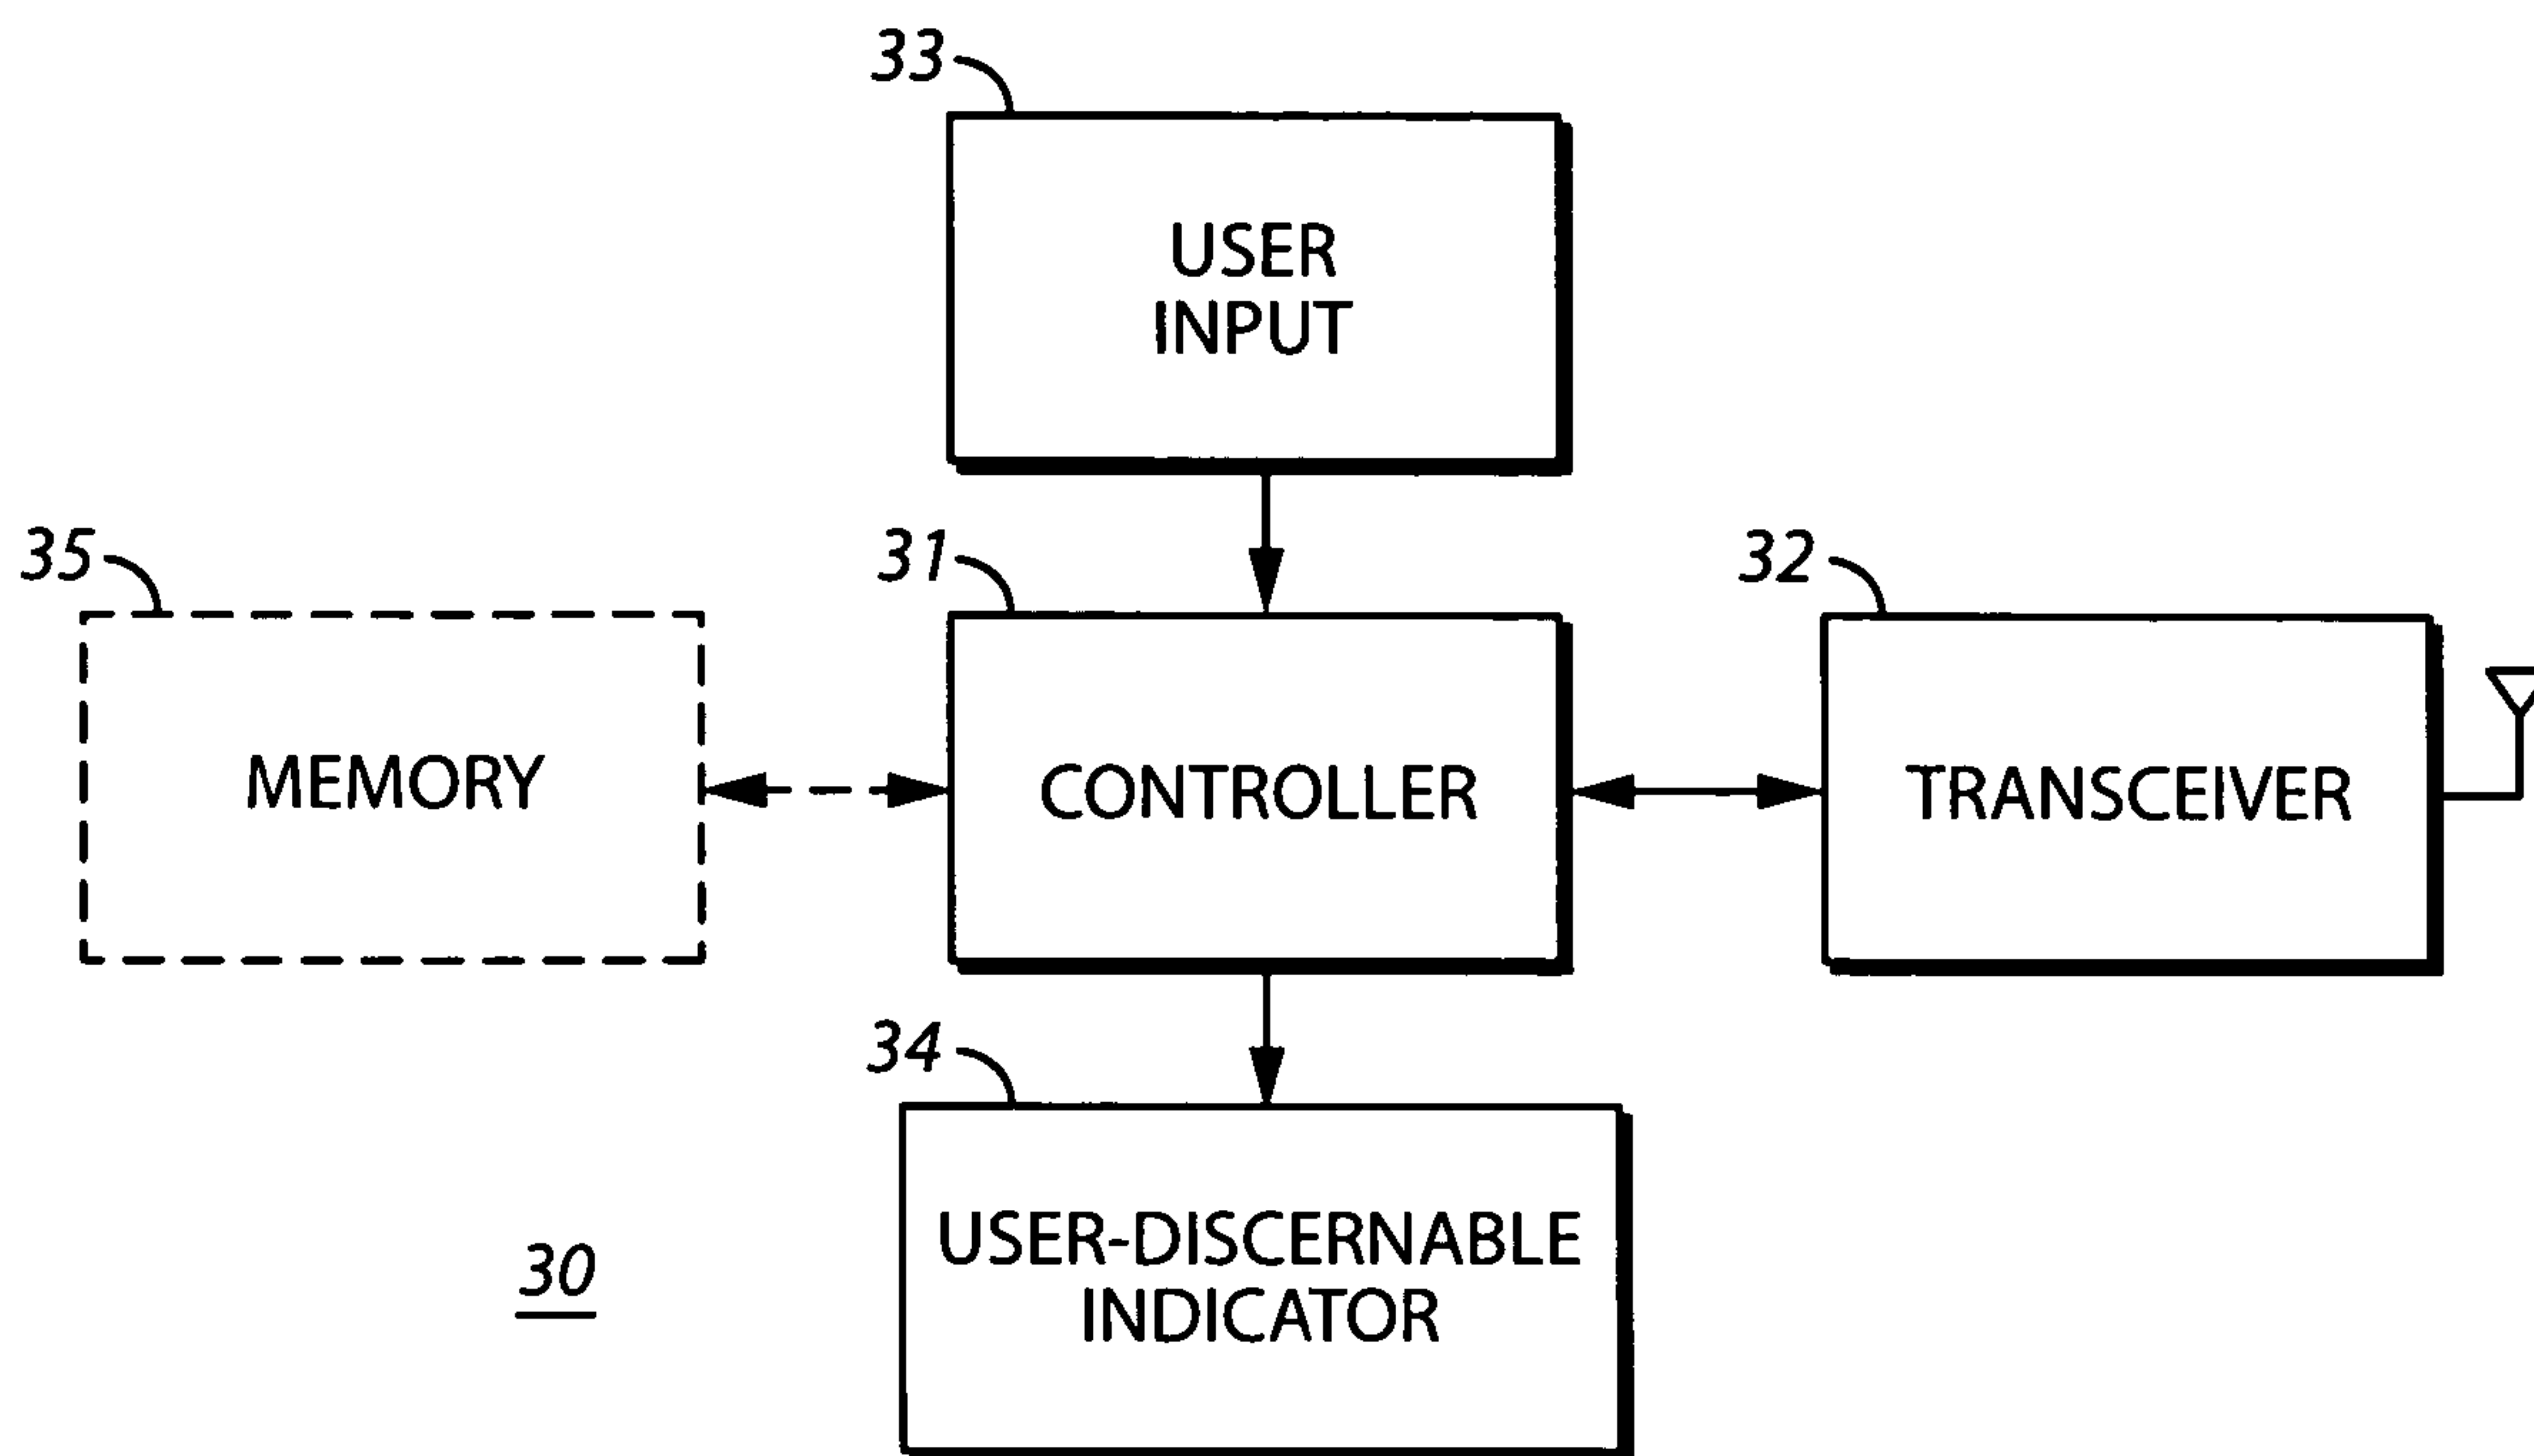 33
USER
INPUT
35
31
32
MEMORY
CONTROLLER
TRANSCEIVER
34
USER-DISCERNABLE
INDICATOR
30